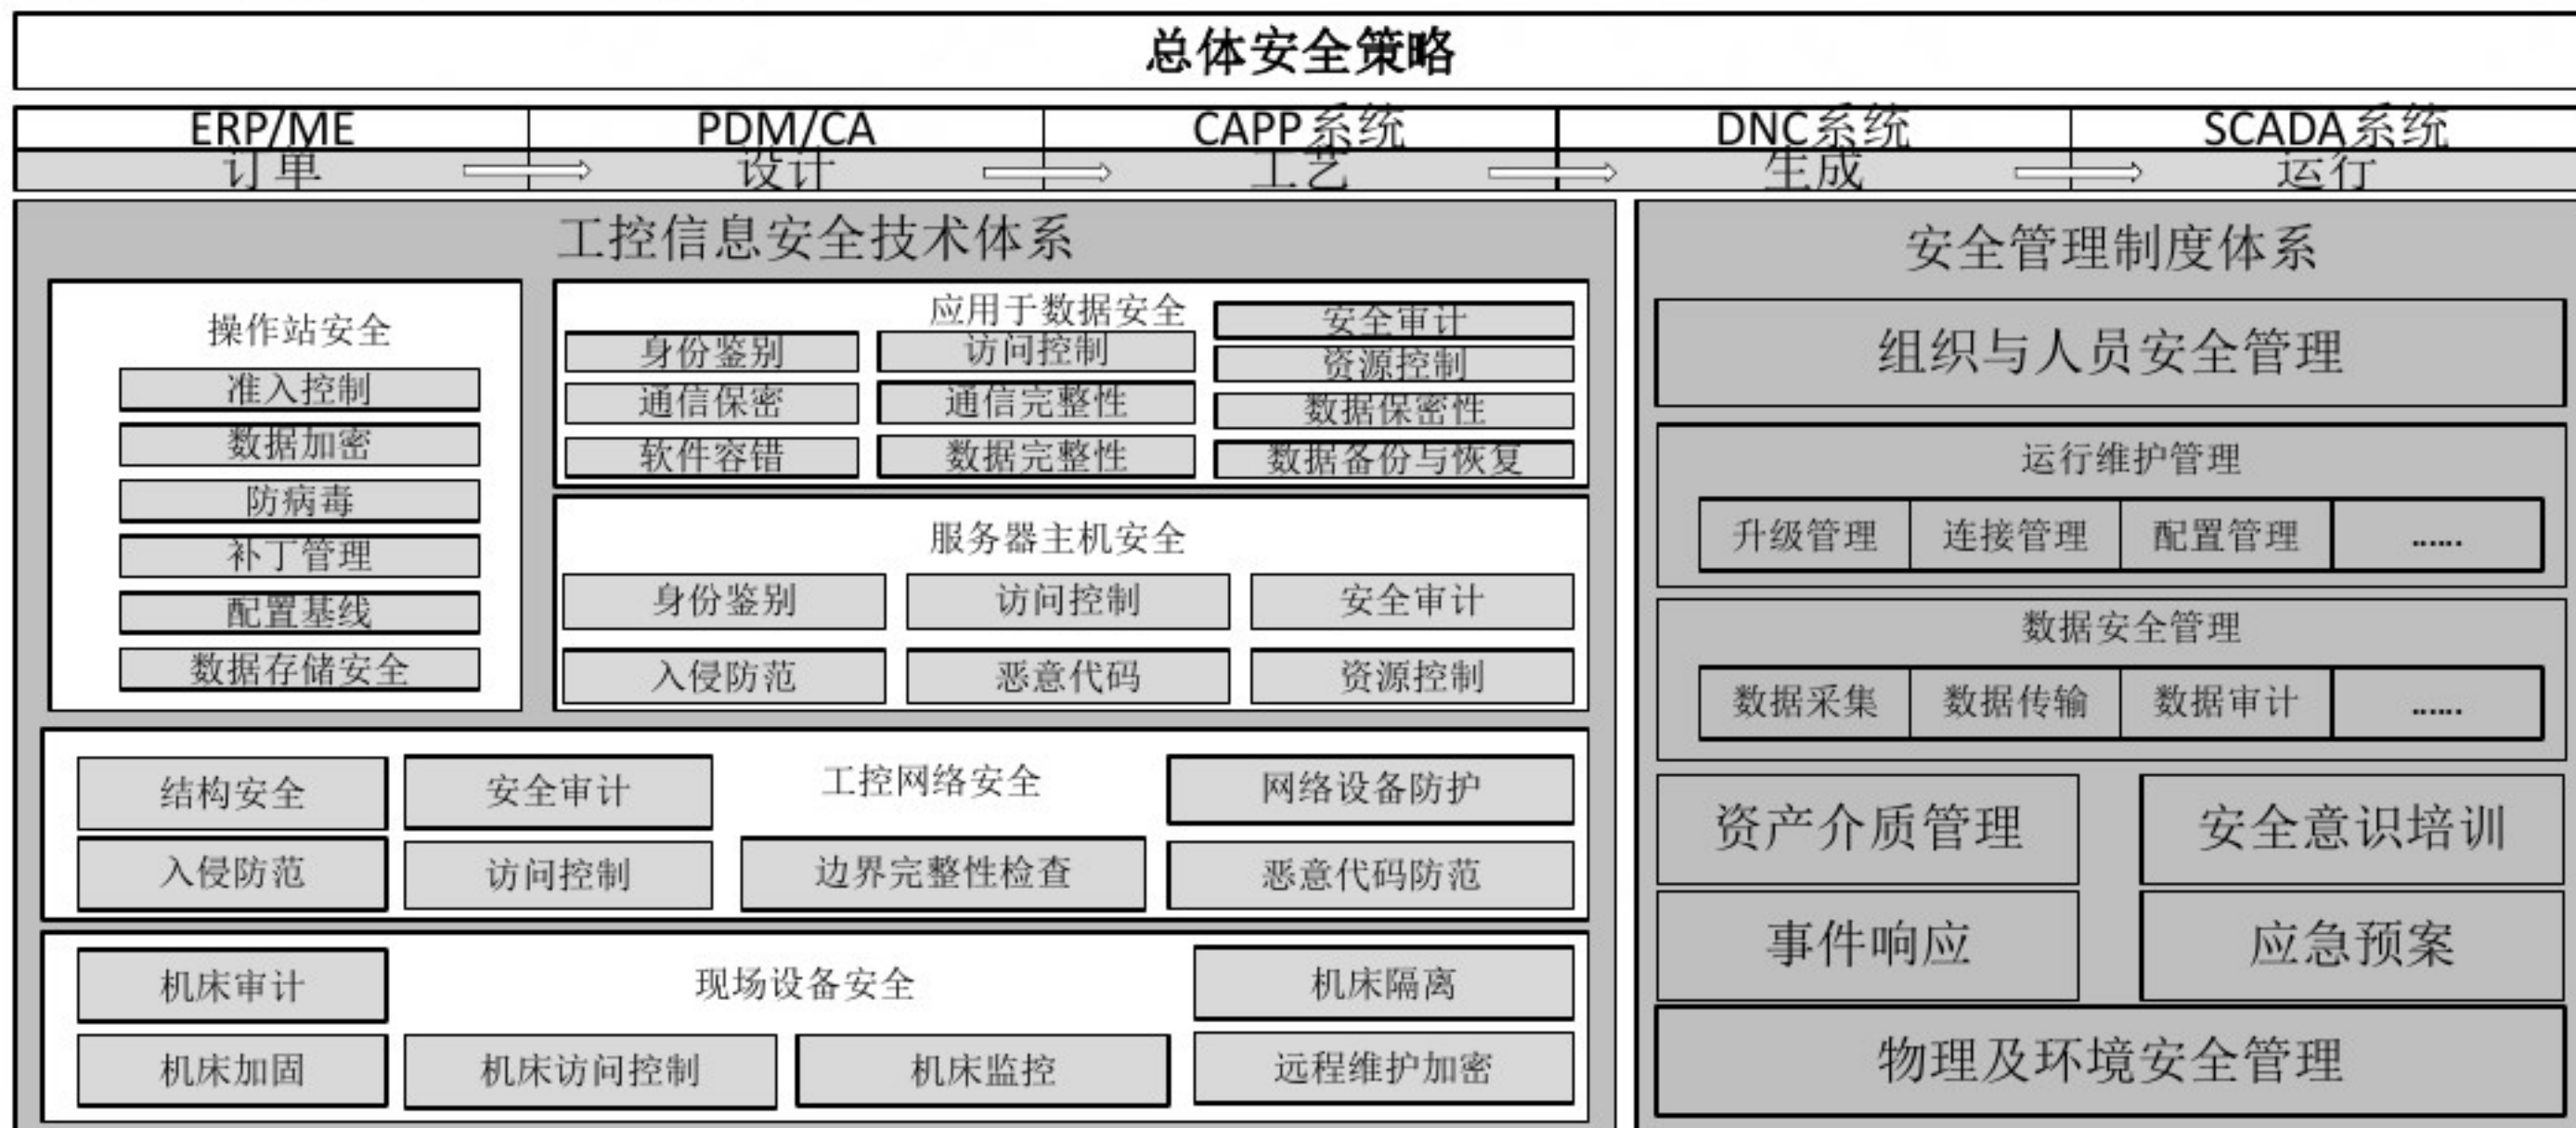 总体安全策略
ERP/ME
PDM/CA
CAPP系统
DNC系统
SCADA系统
订单
设计
工艺
生成
运行
工控信息安全技术体系
操作站安全
准入控制
数据加密
防病毒
补丁管理
配置基线
数据存储安全
应用于数据安全
身份鉴别
访问控制
安全审计
资源控制
通信保密
通信完整性
数据保密性
软件容错
数据完整性
数据备份与恢复
服务器主机安全
身份鉴别
访问控制
安全审计
入侵防范
恶意代码
资源控制
工控网络安全
结构安全
安全审计
网络设备防护
入侵防范
访问控制
边界完整性检查
恶意代码防范
现场设备安全
机床审计
机床隔离
机床加固
机床访问控制
机床监控
远程维护加密
安全管理制度体系
组织与人员安全管理
运行维护管理
升级管理
连接管理
配置管理
......
数据安全管理
数据采集
数据传输
数据审计
......
资产介质管理
安全意识培训
事件响应
应急预案
物理及环境安全管理